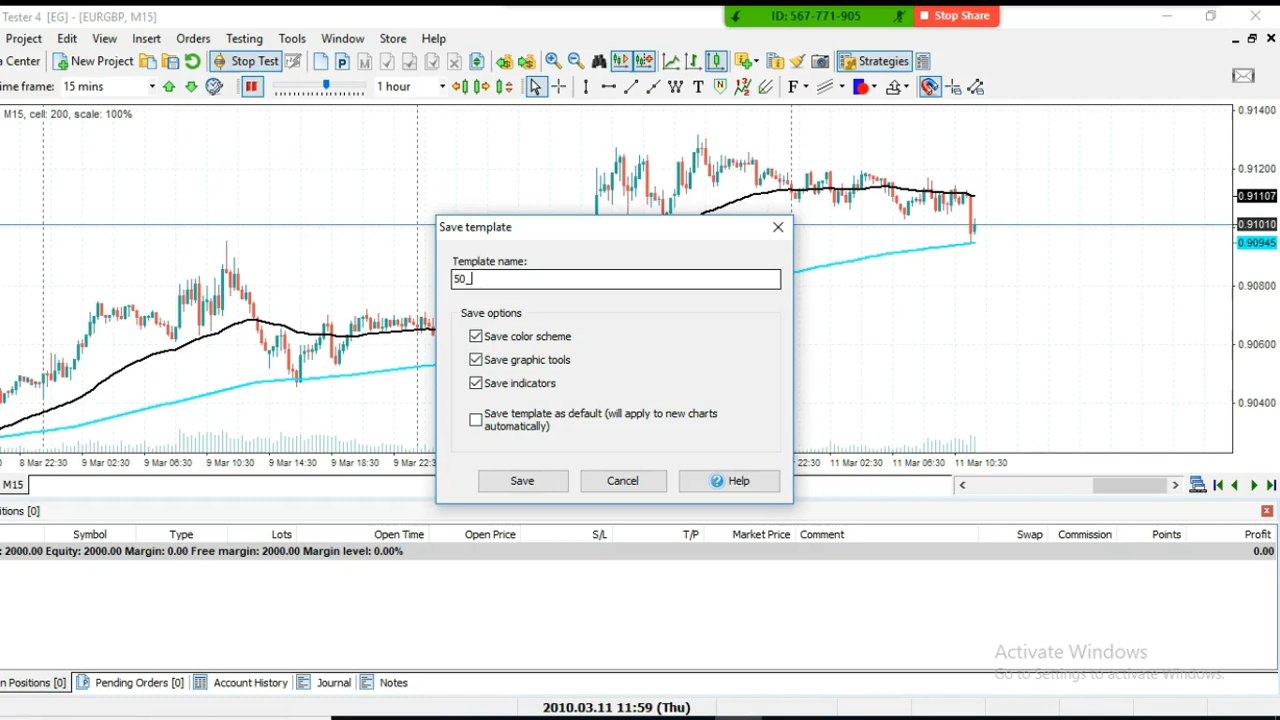 ID: 567-771-905
Stop Share
Tester 4 [EG] - [EURGBP, M15]
Project Edit View Insert Orders Testing Tools Window Store Help
a Center New Project Stop Test Strategies
ime frame: 15 mins 1 hour
M15, cell: 200, scale: 100%
0.91400
0.91200
0.91107
0.91010
0.90945
0.90800
0.90600
0.90400
Save template
Template name:
50_
Save options
Save color scheme
Save graphic tools
Save indicators
Save template as default (will apply to new charts
automatically)
Save Cancel Help
8 Mar 22:30 9 Mar 02:30 9 Mar 06:30 9 Mar 10:30 9 Mar 14:30 9 Mar 18:30 9 Mar 22:3 22:30 11 Mar 02:30 11 Mar 06:30 11 Mar 10:30
M15
itions [0]
Symbol Type Lots Open Time Open Price S/L T/P Market Price Comment Swap Commission Points Profit
: 2000.00 Equity: 2000.00 Margin: 0.00 Free margin: 2000.00 Margin level: 0.00% 0.00
Activate Windows
Go to Settings to activate Windows.
n Positions [0] Pending Orders [0] Account History Journal Notes
2010.03.11 11:59 (Thu)